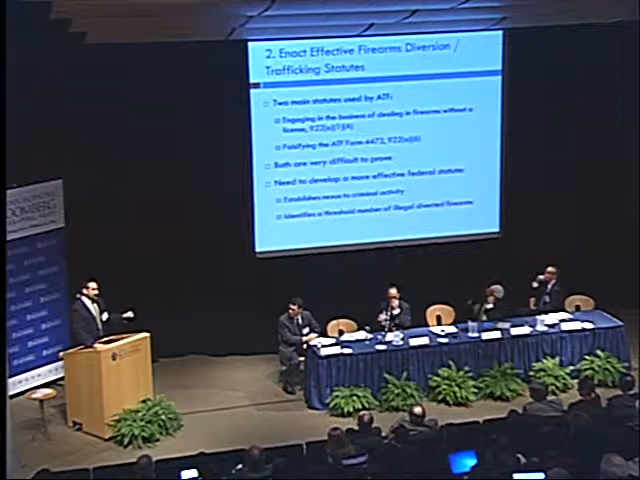 2. Enact Effective Firearms Diversion /
Trafficking Statutes
Two main statutes used by ATF:
Engaging in the business of dealing in firearms without a
license, 922(a)(1)(A)
Falsifying the ATF Form 4473, 922(a)(6)
Both are very difficult to prove
Need to develop a more effective federal statute:
Establishes nexus to criminal activity
Identifies a threshold number of illegal diverted firearms